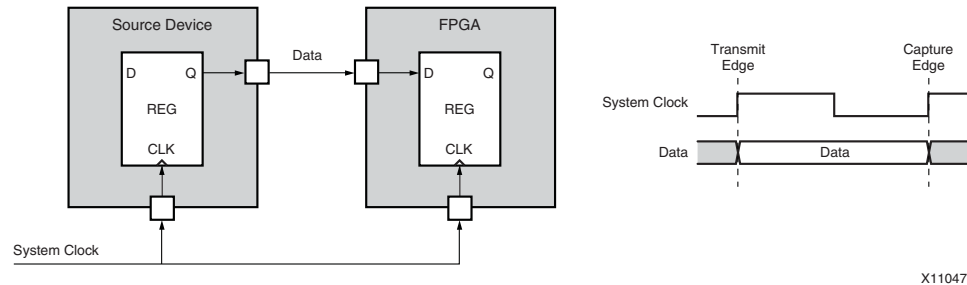 Source Device
FPGA
Data
D Q
REG
CLK
D Q
REG
CLK
System Clock
Transmit
Edge
Capture
Edge
System Clock
Data
Data
X11047